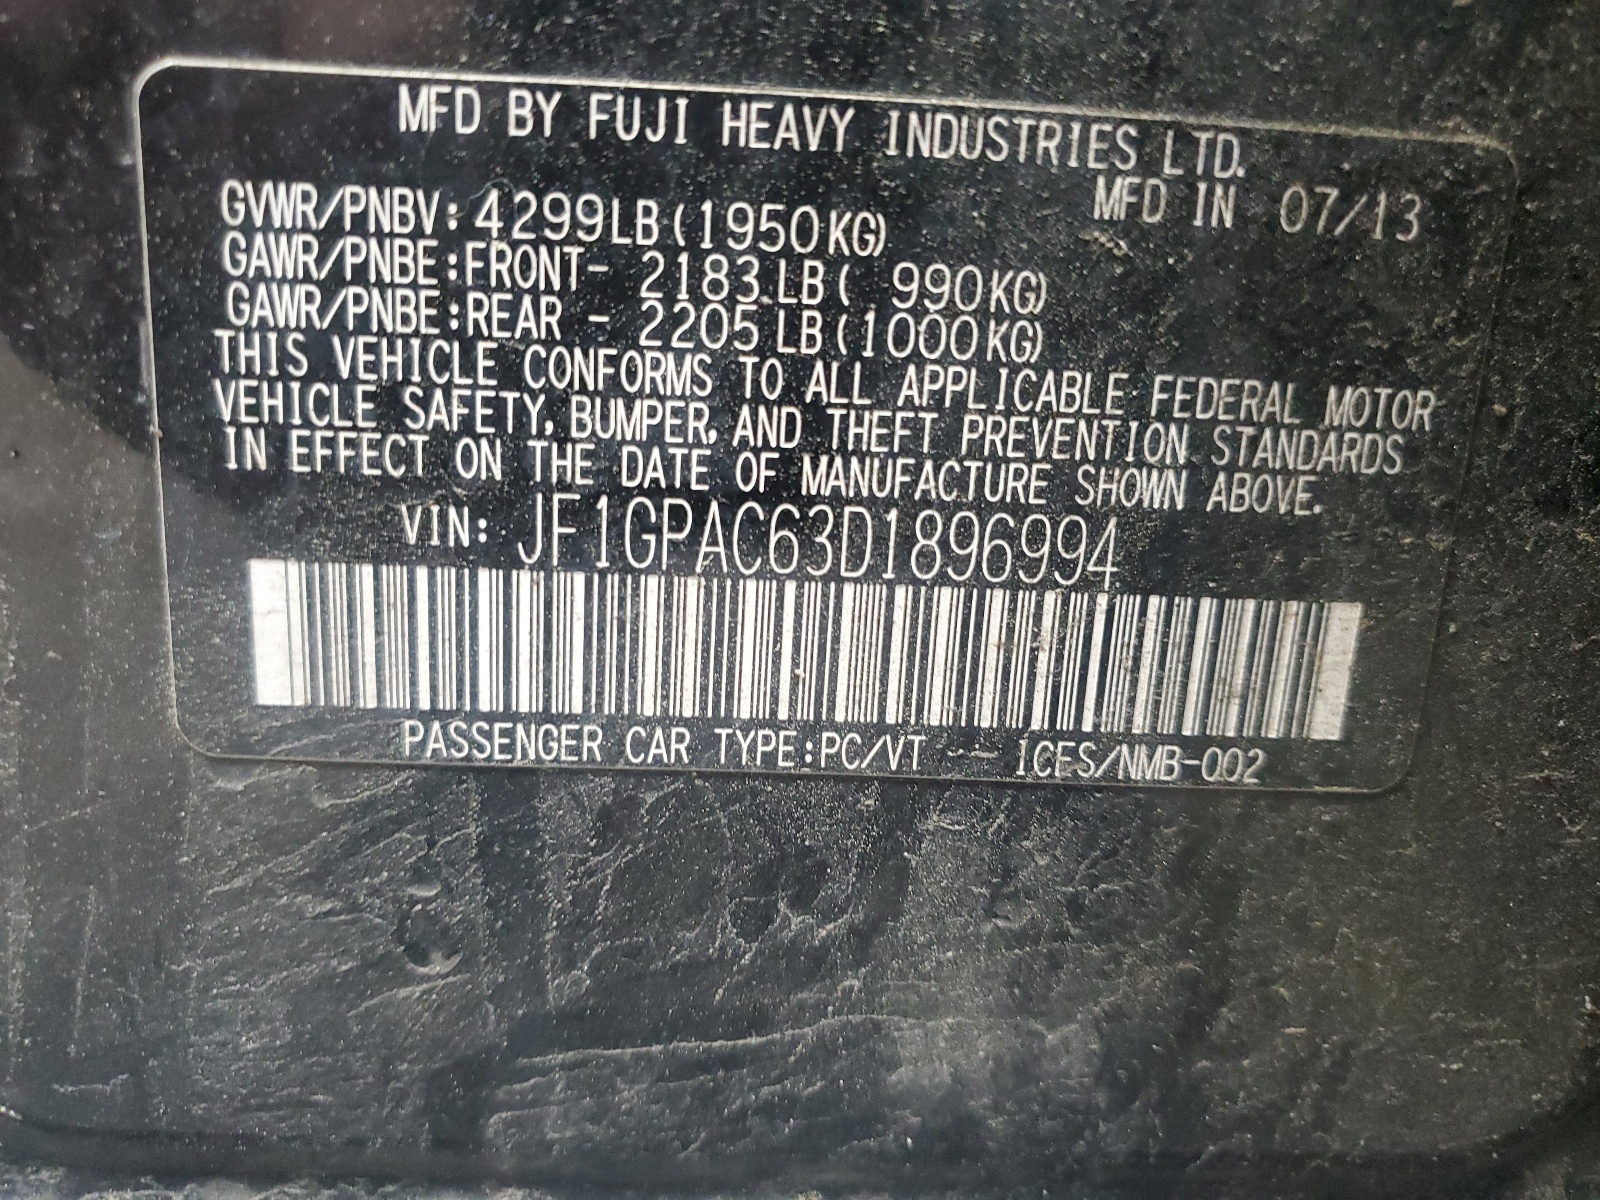 MFD BY FUJI HEAVY INDUSTRIES LTD.
MFD IN 07/13
GVWR/PNBV: 4299LB(1950KG)
GAWR/PNBE:FRONT- 2183LB( 990KG)
GAWR/PNBE:REAR - 2205LB(1000KG)
THIS VEHICLE CONFORMS TO ALL APPLICABLE FEDERAL MOTOR
VEHICLE SAFETY, BUMPER, AND THEFT PREVENTION STANDARDS
IN EFFECT ON THE DATE OF MANUFACTURE SHOWN ABOVE.
VIN: JF1GPAC63D1896994
PASSENGER CAR TYPE:PC/VT ICES/NMB-002